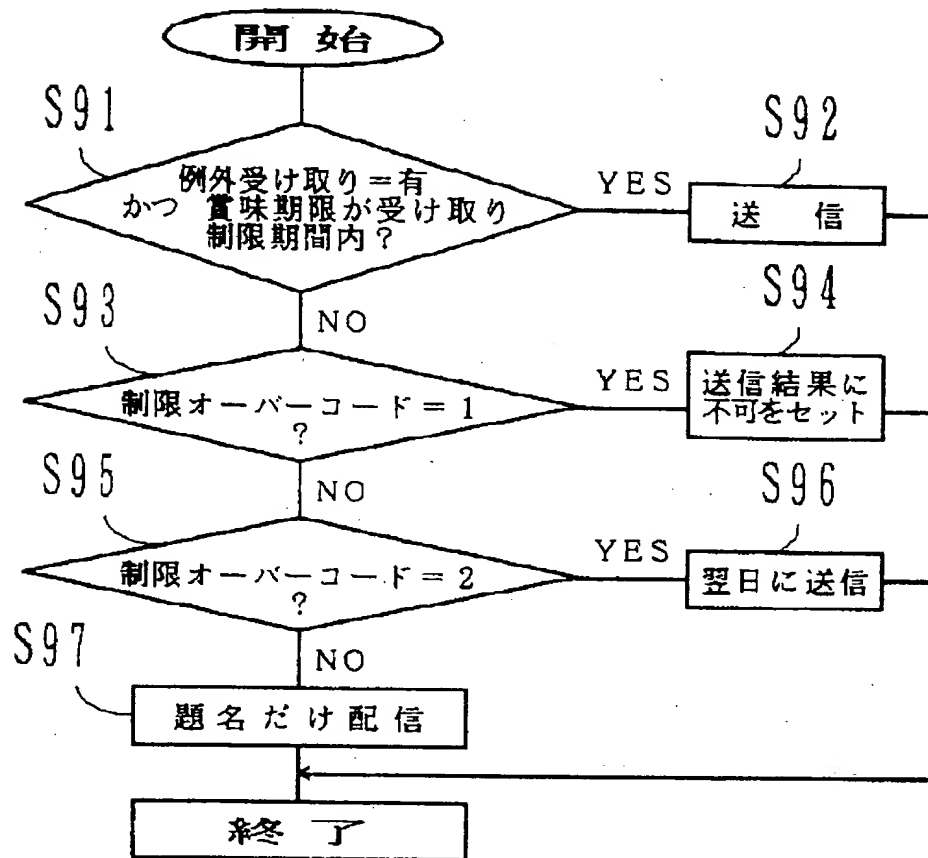 開始
S91
例外受け取り=有
かつ 賞味期限が受け取り
制限期間内?
YES
S92
送信
NO
S93
制限オーバーコード=1
?
YES
S94
送信結果に
不可をセット
NO
S95
制限オーバーコード=2
?
YES
S96
翌日に送信
NO
S97
題名だけ配信
終了